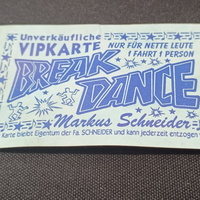 Unverkäufliche
VIPKARTE NUR FÜR NETTE LEUTE
1 FAHRT 1 PERSON
BREAK
DANCE
Markus Schneider
Karte bleibt Eigentum der Fa. SCHNEIDER und kann jederzeit entzogen